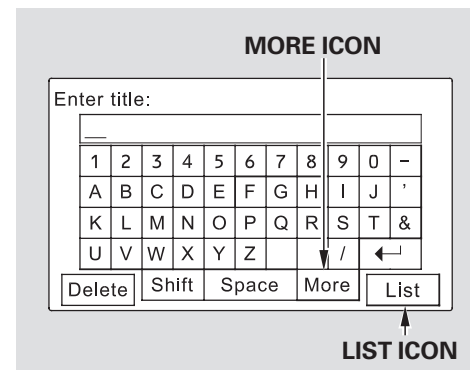 MORE ICON
Enter title:
_
1 2 3 4 5 6 7 8 9 0 -
A B C D E F G H I J '
K L M N O P Q R S T &
U V W X Y Z /
Delete Shift Space More List
LIST ICON